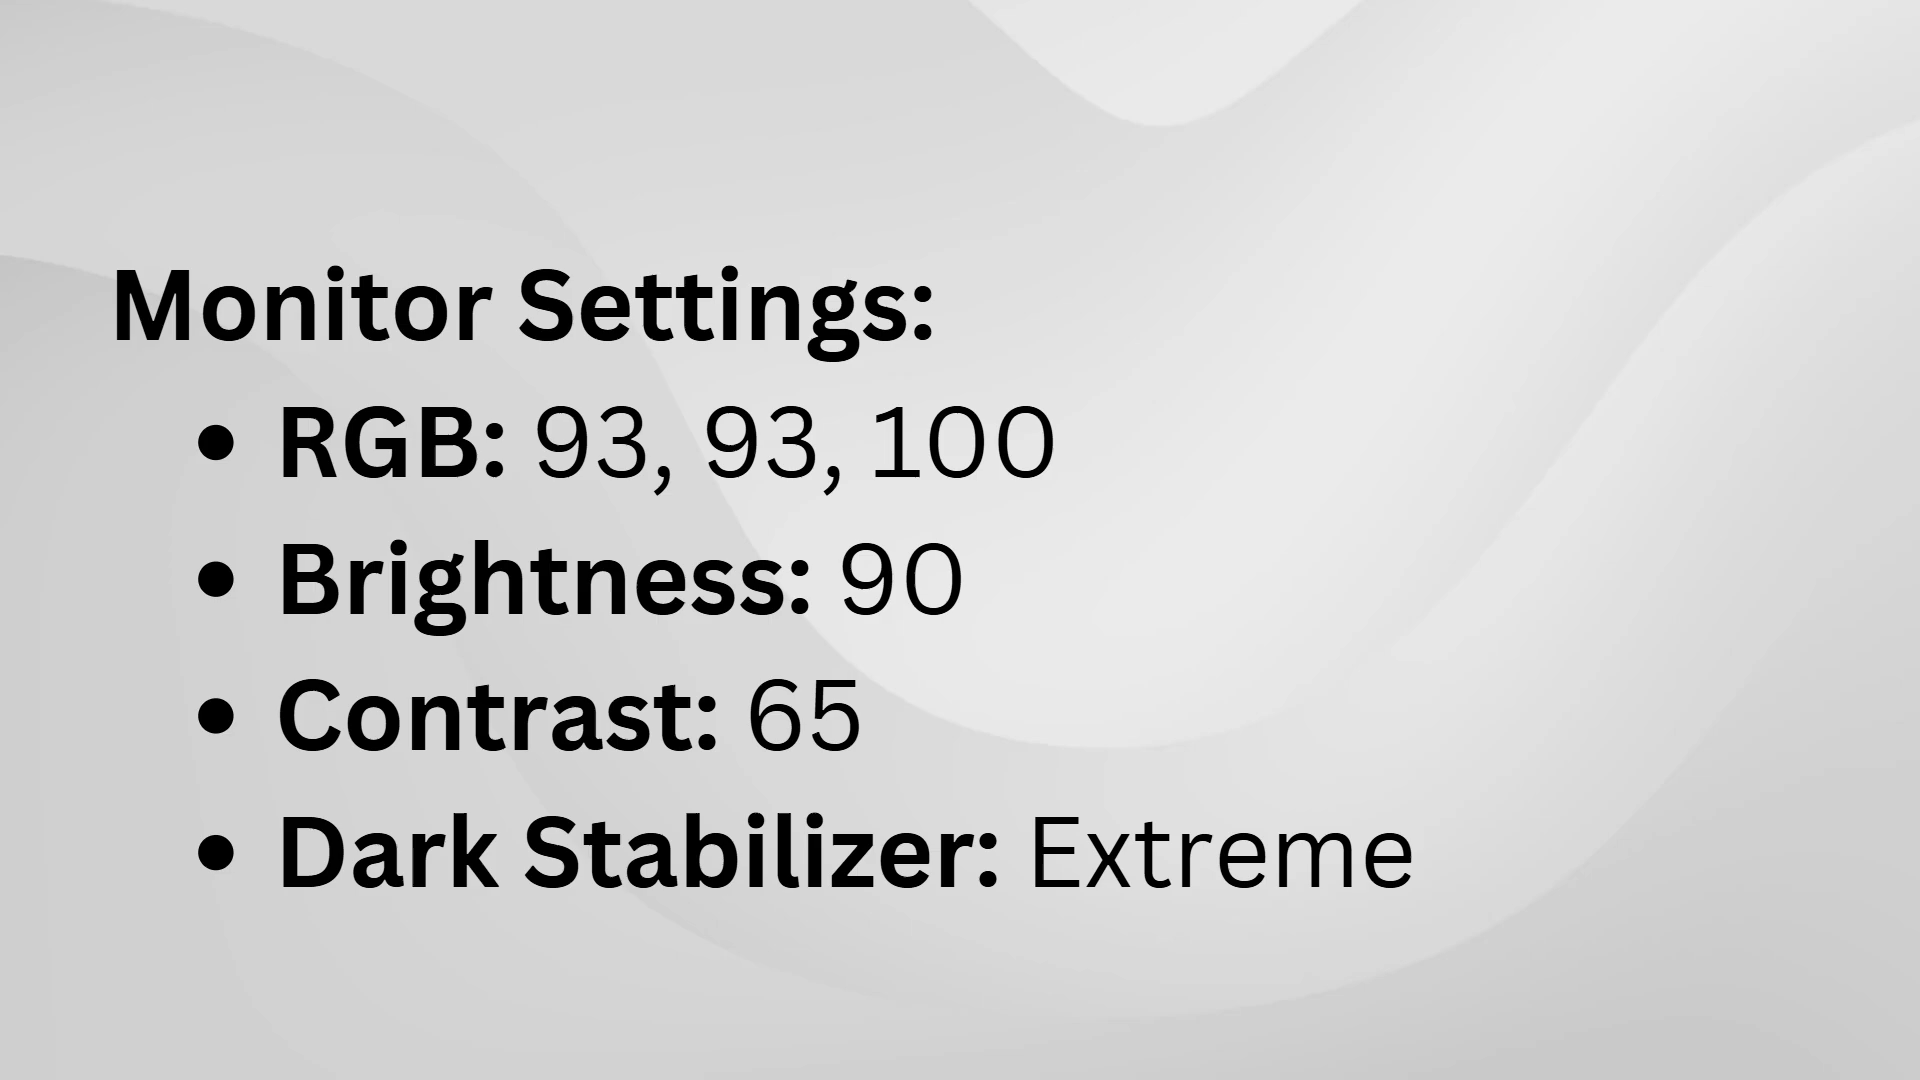 Monitor Settings:
• RGB: 93, 93, 100
• Brightness: 90
• Contrast: 65
• Dark Stabilizer: Extreme